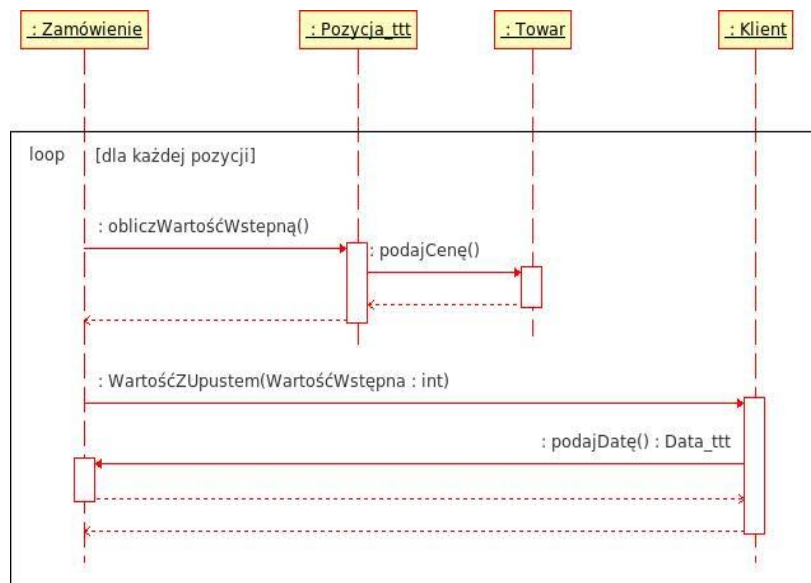 : Zamówienie
: Pozycja_ttt
: Towar
: Klient
loop [dla każdej pozycji]
: obliczWartośćWstepną()
: podajCenę()
: WartośćZUpustem(WartośćWstępna : int)
: podajDatę() : Data_ttt